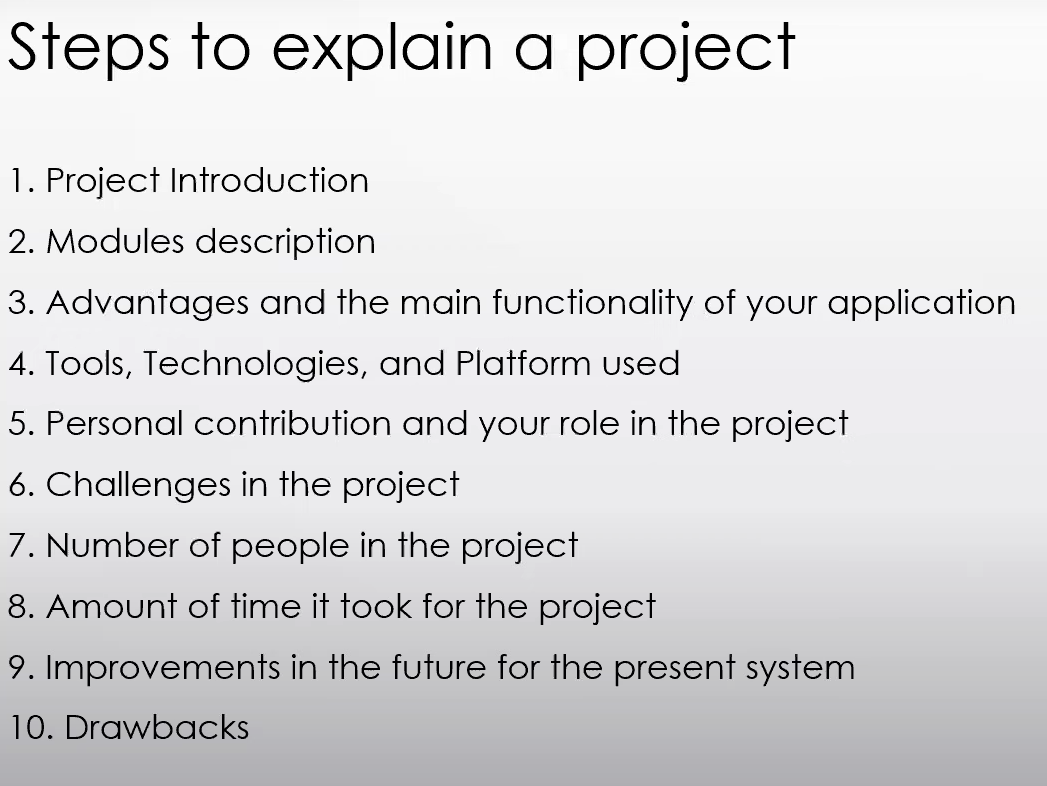 Steps to explain a project
1. Project Introduction
2. Modules description
3. Advantages and the main functionality of your application
4. Tools, Technologies, and Platform used
5. Personal contribution and your role in the project
6. Challenges in the project
7. Number of people in the project
8. Amount of time it took for the project
9. Improvements in the future for the present system
10. Drawbacks